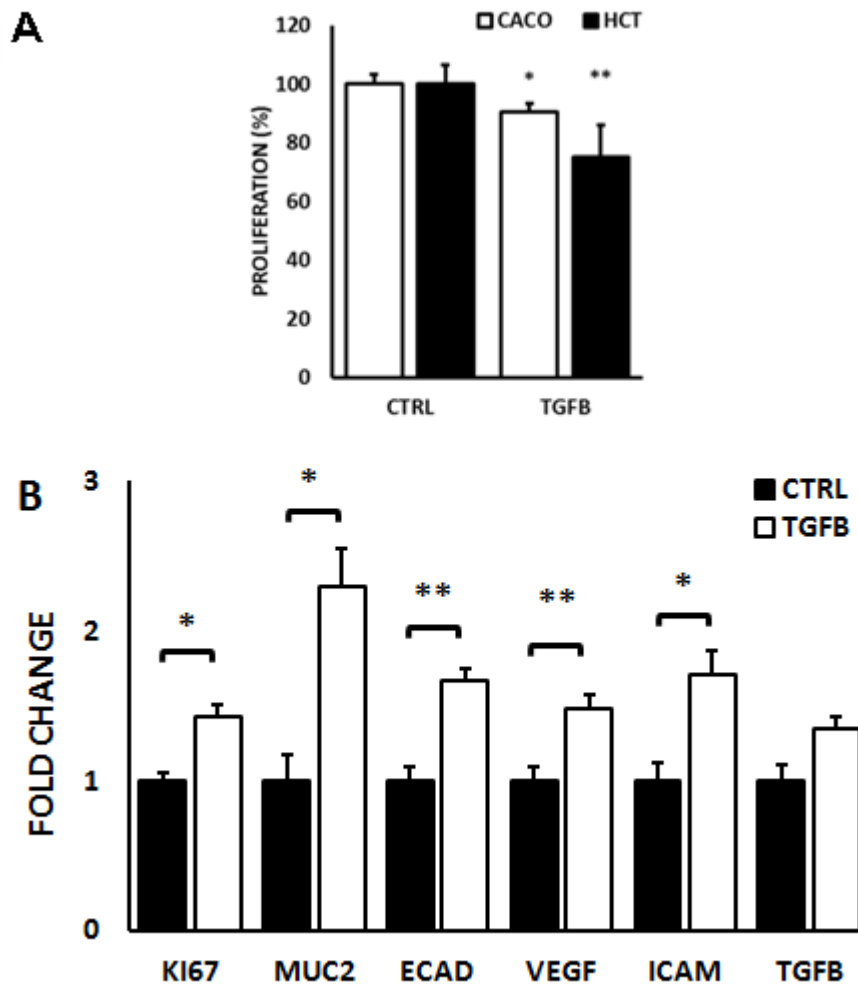 A
CACO HCT
PROLIFERATION (%)
120
100
80
60
40
20
0
* **
CTRL TGFB
B
CTRL
TGFB
FOLD CHANGE
3
2
1
0
* * ** ** *
KI67 MUC2 ECAD VEGF ICAM TGFB